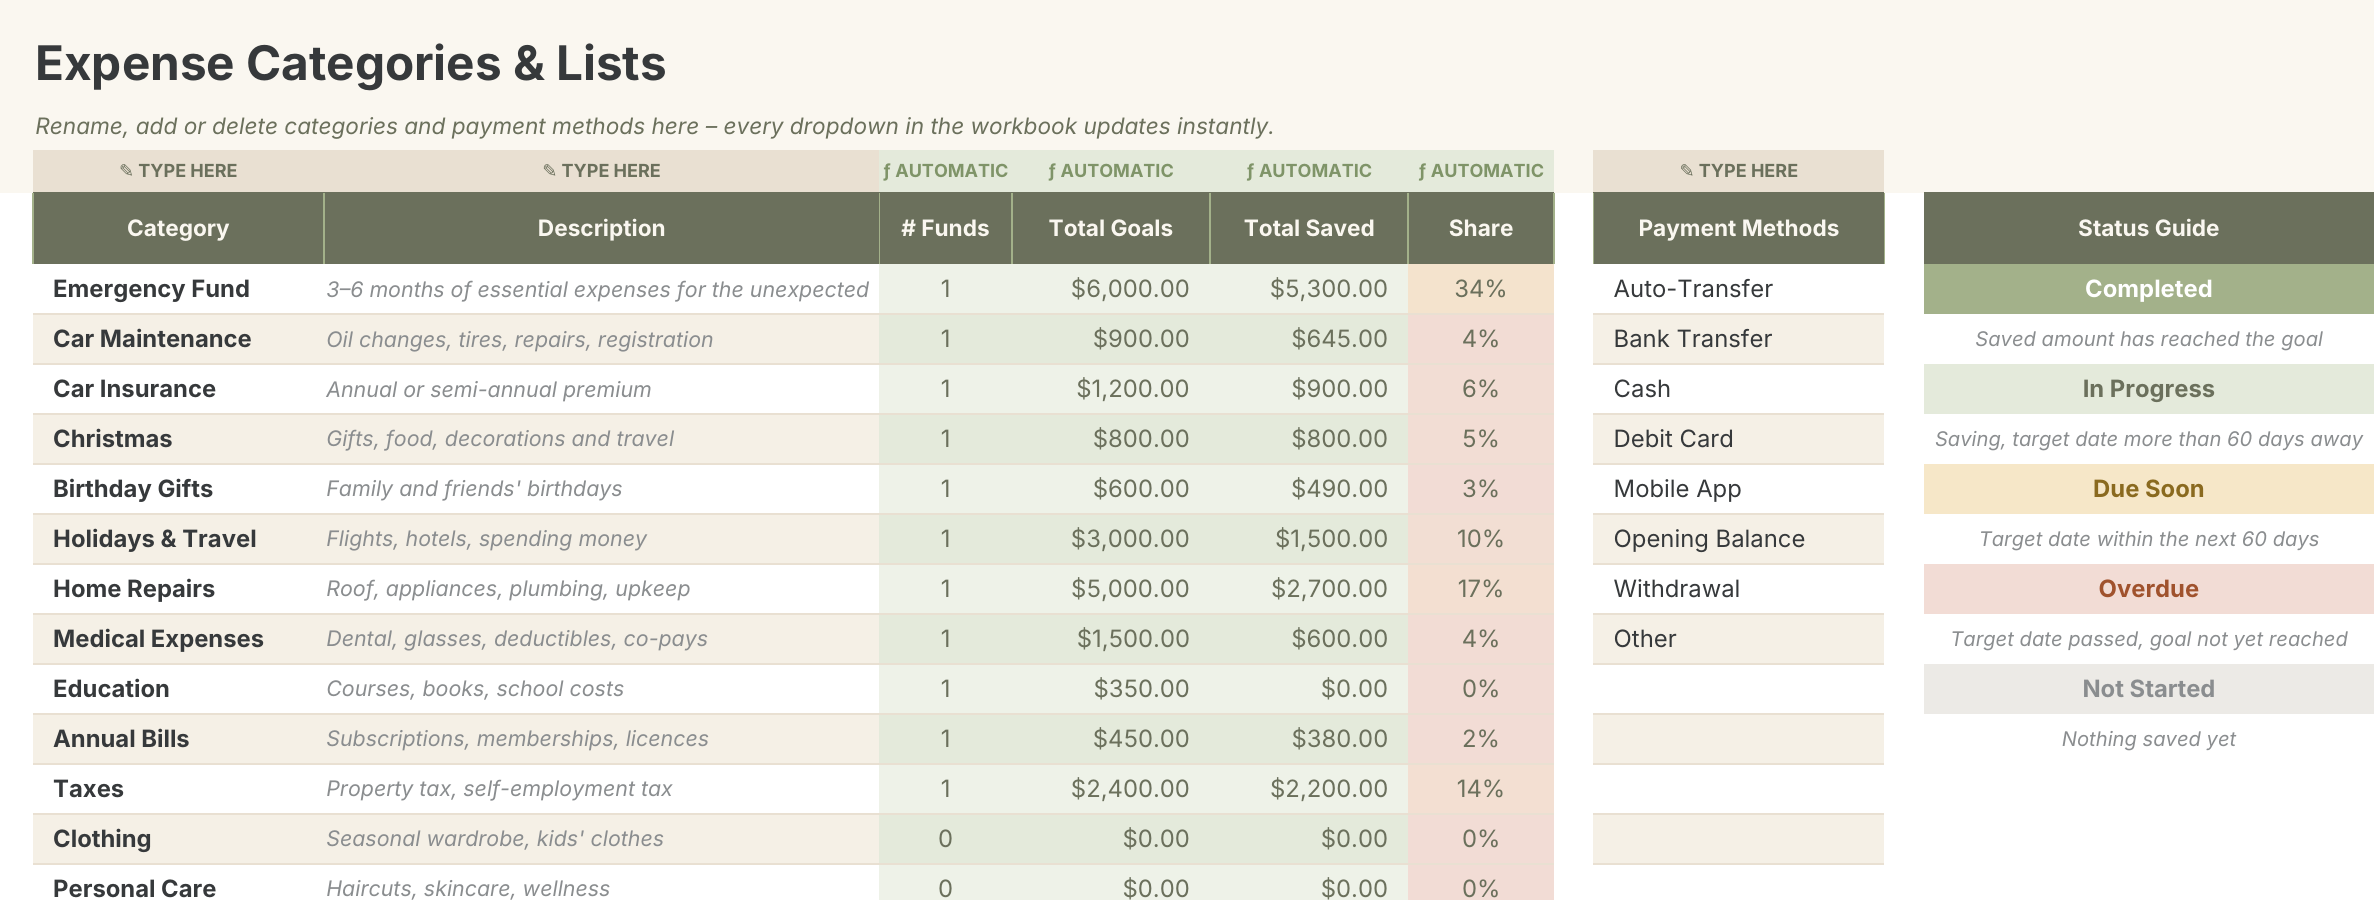 Expense Categories & Lists
Rename, add or delete categories and payment methods here – every dropdown in the workbook updates instantly.
✎ TYPE HERE ✎ TYPE HERE ƒ AUTOMATIC ƒ AUTOMATIC ƒ AUTOMATIC ƒ AUTOMATIC ✎ TYPE HERE
Category Description # Funds Total Goals Total Saved Share Payment Methods Status Guide
Emergency Fund 3–6 months of essential expenses for the unexpected 1 $6,000.00 $5,300.00 34% Auto-Transfer Completed
Car Maintenance Oil changes, tires, repairs, registration 1 $900.00 $645.00 4% Bank Transfer Saved amount has reached the goal
Car Insurance Annual or semi-annual premium 1 $1,200.00 $900.00 6% Cash In Progress
Christmas Gifts, food, decorations and travel 1 $800.00 $800.00 5% Debit Card Saving, target date more than 60 days away
Birthday Gifts Family and friends' birthdays 1 $600.00 $490.00 3% Mobile App Due Soon
Holidays & Travel Flights, hotels, spending money 1 $3,000.00 $1,500.00 10% Opening Balance Target date within the next 60 days
Home Repairs Roof, appliances, plumbing, upkeep 1 $5,000.00 $2,700.00 17% Withdrawal Overdue
Medical Expenses Dental, glasses, deductibles, co-pays 1 $1,500.00 $600.00 4% Other Target date passed, goal not yet reached
Education Courses, books, school costs 1 $350.00 $0.00 0% Not Started
Annual Bills Subscriptions, memberships, licences 1 $450.00 $380.00 2% Nothing saved yet
Taxes Property tax, self-employment tax 1 $2,400.00 $2,200.00 14%
Clothing Seasonal wardrobe, kids' clothes 0 $0.00 $0.00 0%
Personal Care Haircuts, skincare, wellness 0 $0.00 $0.00 0%